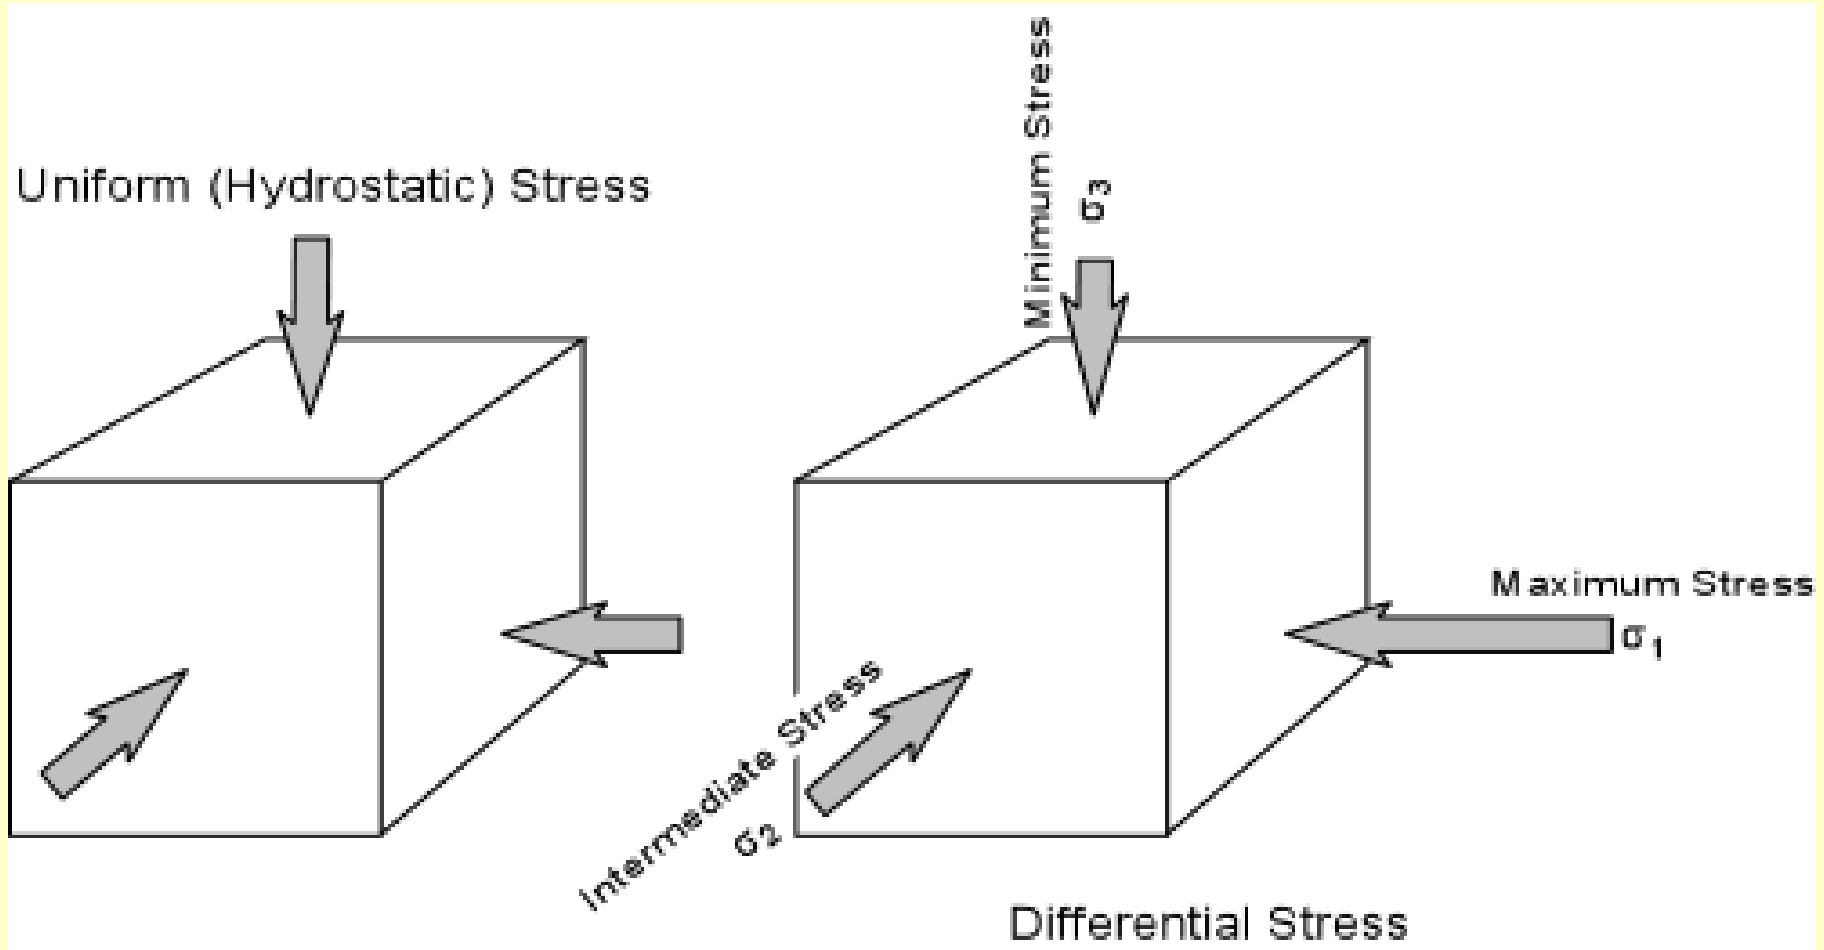 Uniform (Hydrostatic) Stress
Minimum Stress
σ3
Maximum Stress
σ1
Intermediate Stress
σ2
Differential Stress